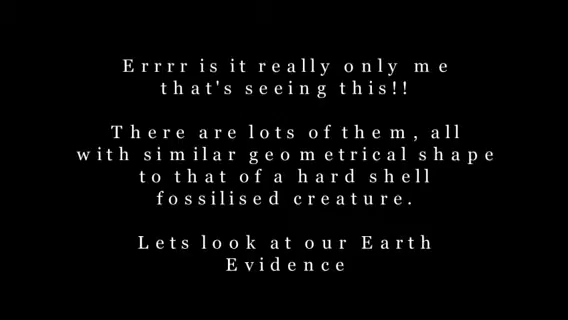 Errrr is it really only me
that's seeing this!!
There are lots of them, all
with similar geometrical shape
to that of a hard shell
fossilised creature.
Lets look at our Earth
Evidence